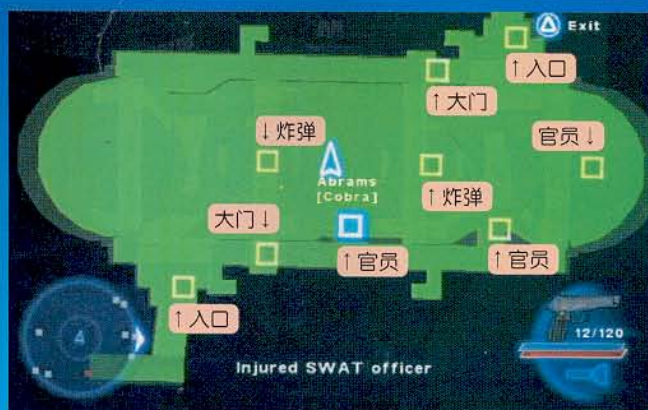 Exit
↑入口
↑大门
↓炸弹
官员↓
Abrams
[Cobra]
↑炸弹
大门↓
↑官员
↑官员
↑入口
12/120
Injured SWAT officer